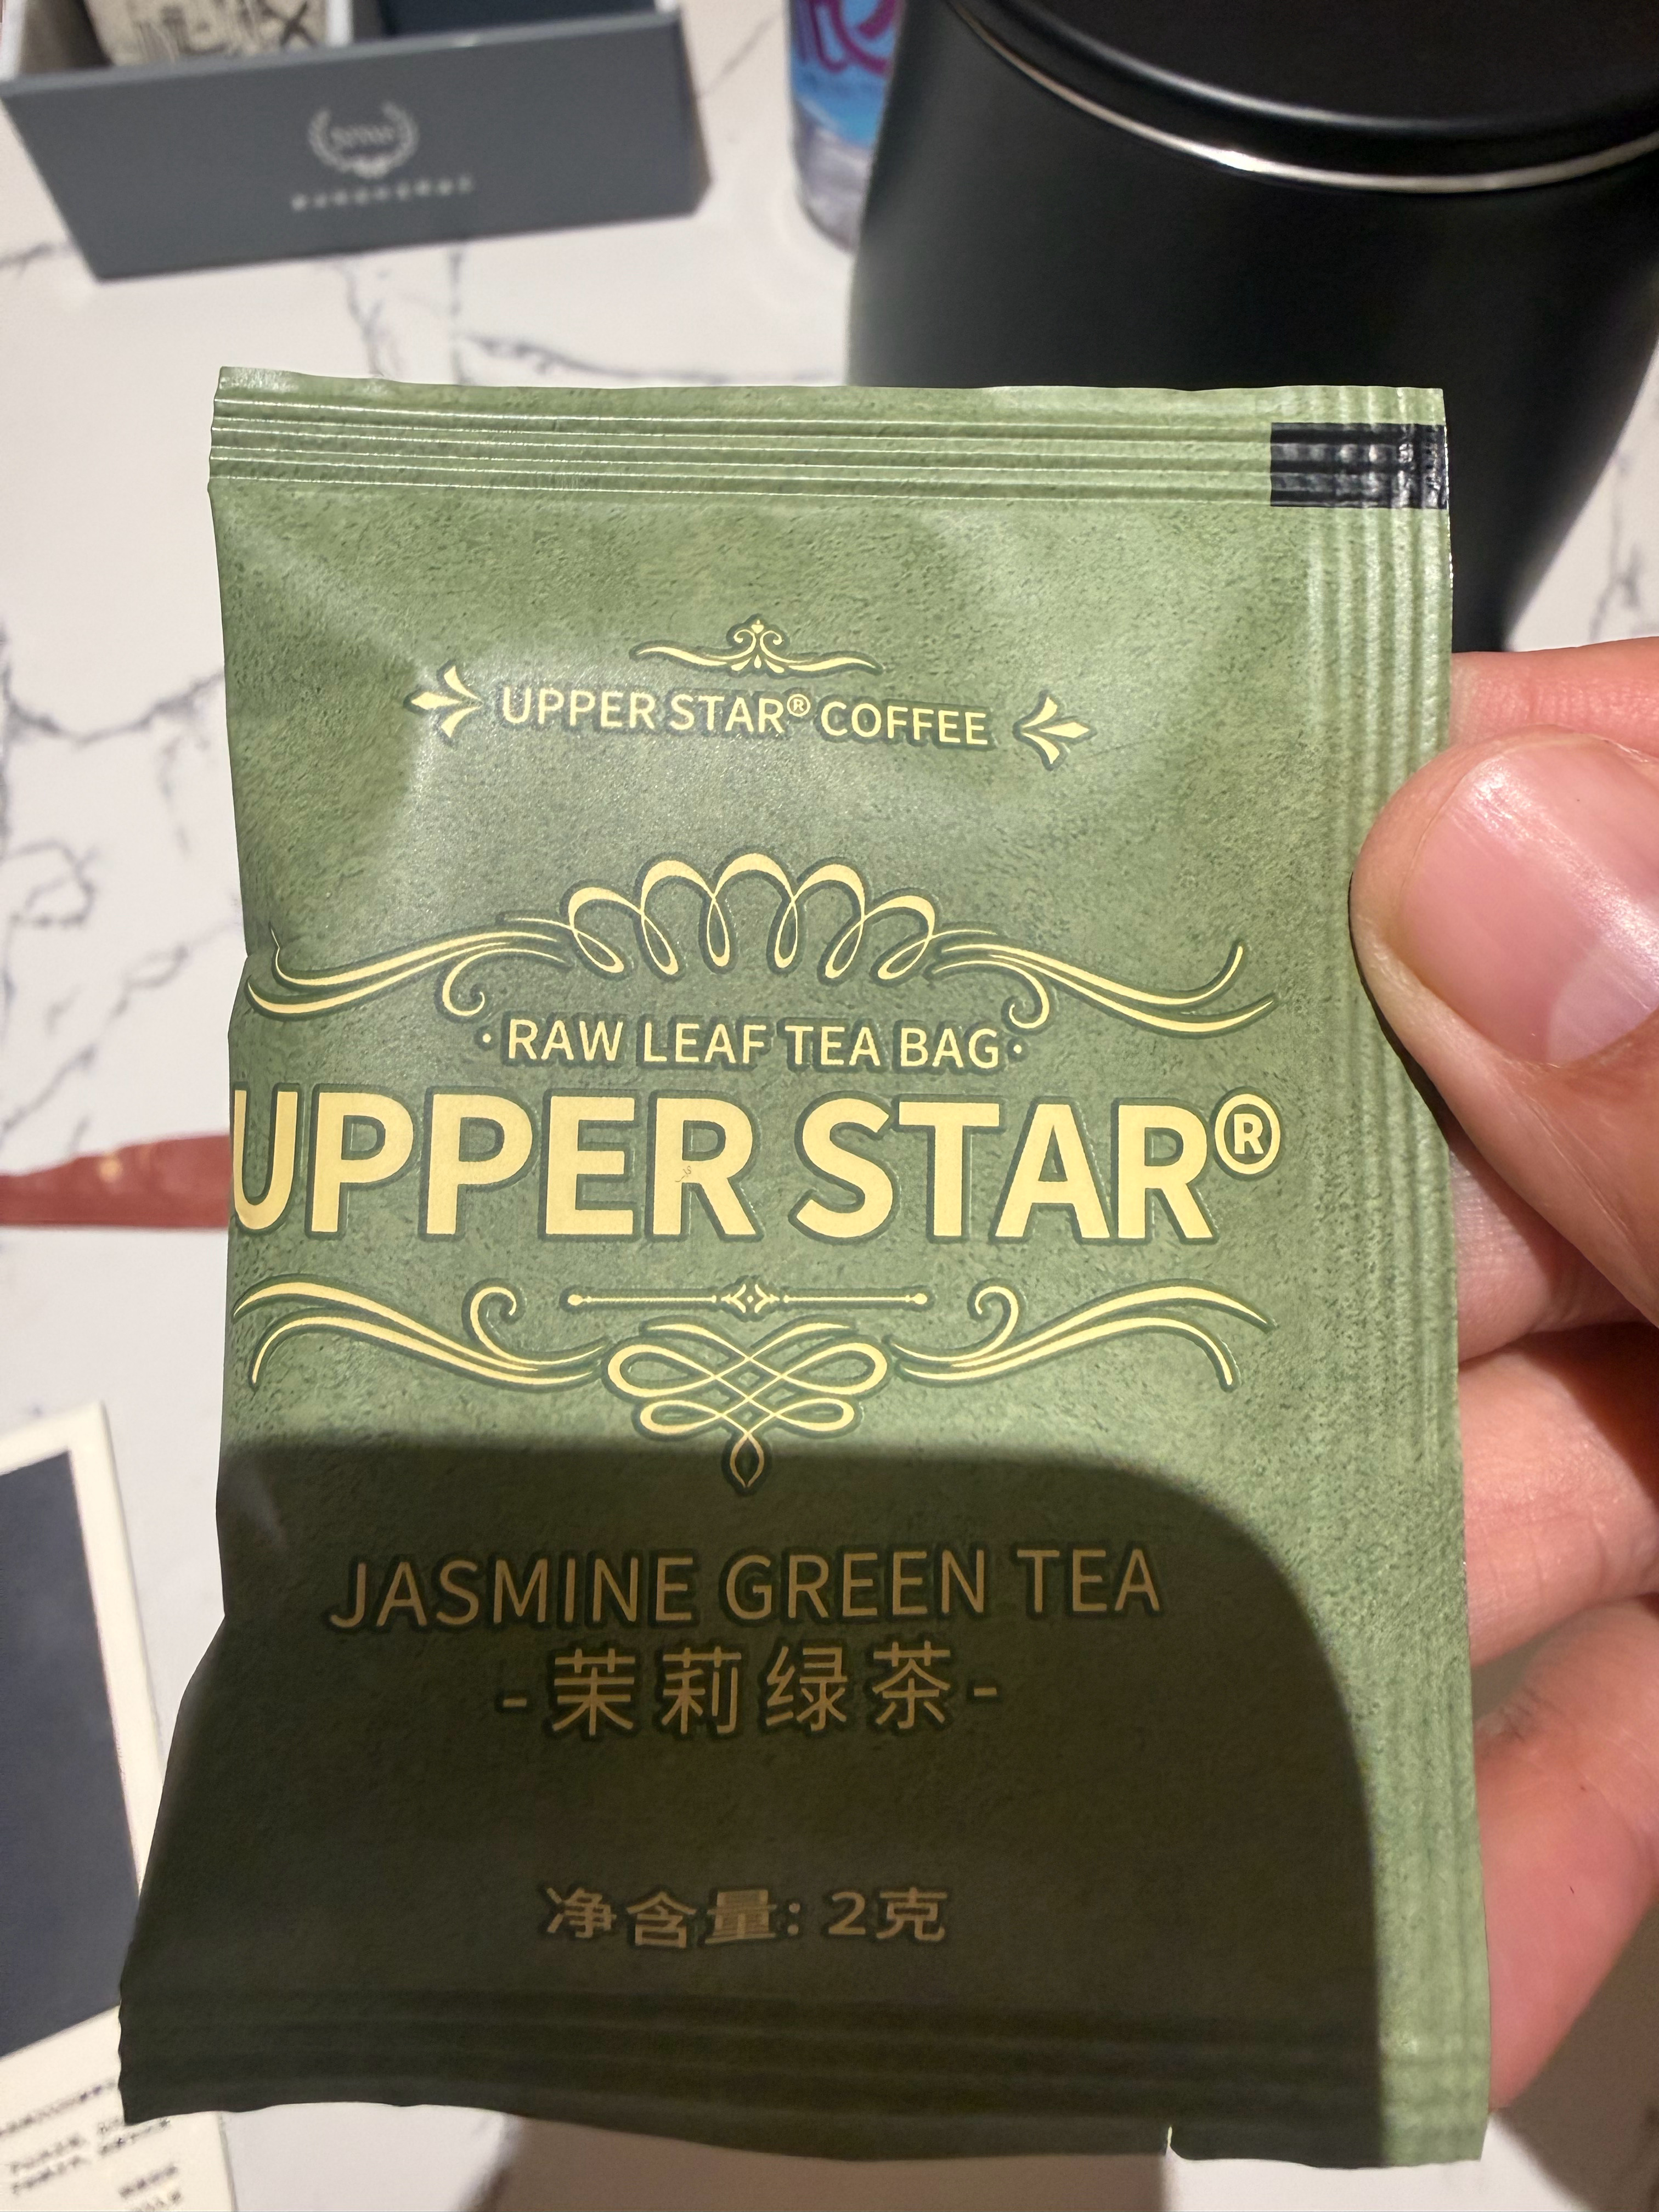 UPPER STAR® COFFEE
·RAW LEAF TEA BAG·
UPPER STAR®
JASMINE GREEN TEA
-茉莉绿茶-
净含量: 2克